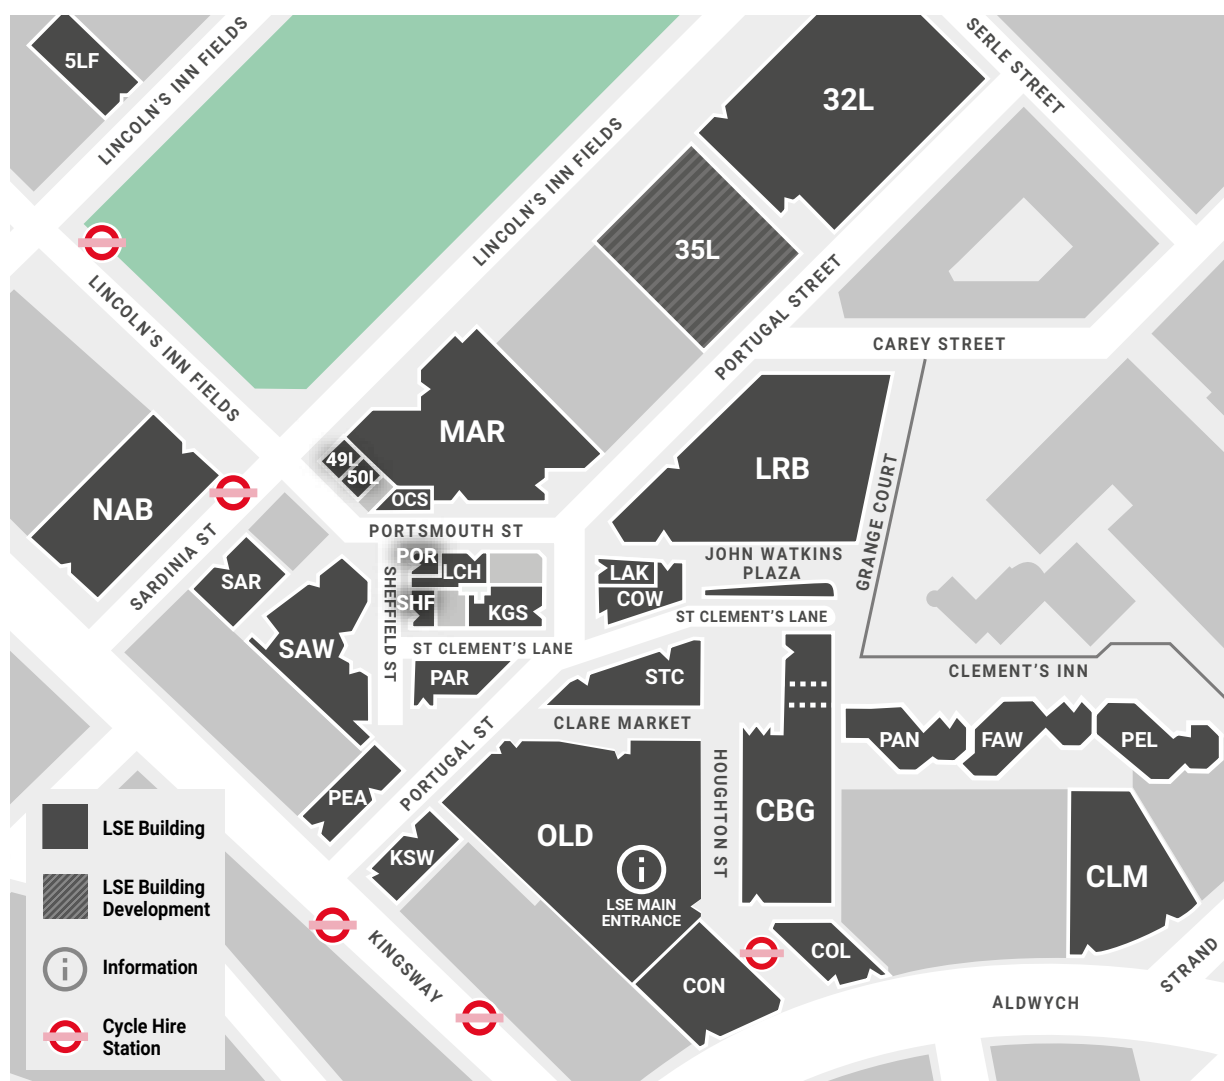 5LF
LINCOLN'S INN FIELDS
SERLE STREET
32L
LINCOLN'S INN FIELDS
35L
LINCOLN'S INN FIELDS
PORTUGAL STREET
CAREY STREET
MAR
49L
50L
OCS
LRB
NAB
GRANGE COURT
PORTSMOUTH ST
SARDINIA ST
POR
LCH
JOHN WATKINS
PLAZA
SAR
SHEFFIELD ST
LAK
COW
SHF
KGS
ST CLEMENT'S LANE
SAW
ST CLEMENT'S LANE
PAR
STC
CLEMENT'S INN
CLARE MARKET
PORTUGAL ST
PAN
FAW
PEL
HOUGHTON ST
PEA
CBG
OLD
KSW
CLM
LSE MAIN
ENTRANCE
KINGSWAY
COL
CON
STRAND
ALDWYCH
LSE Building
LSE Building
Development
Information
Cycle Hire
Station